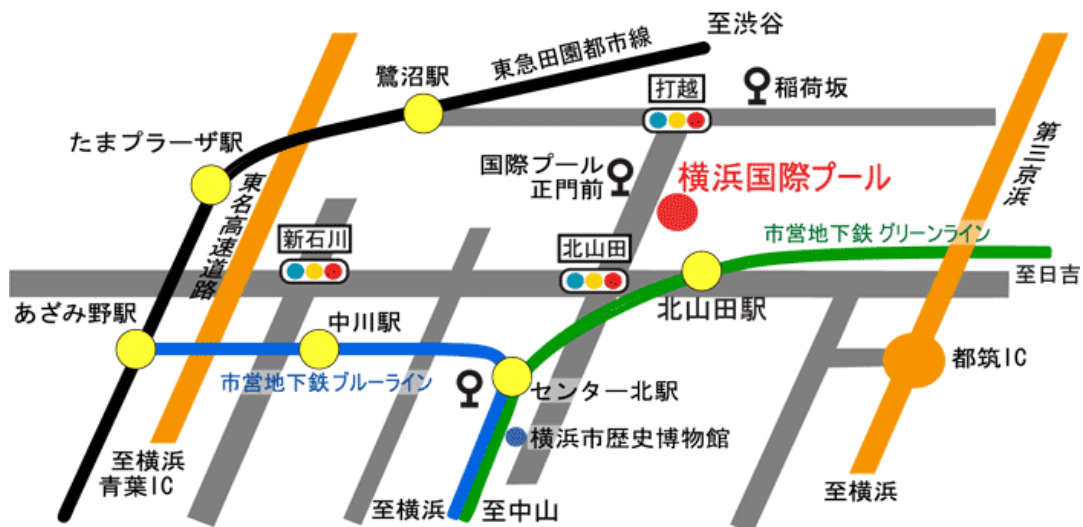 至渋谷
東急田園都市線
鷺沼駅
打越
稲荷坂
たまプラーザ駅
国際プール
正門前
横浜国際プール
第三京浜
東名高速道路
新石川
北山田
市営地下鉄 グリーンライン
至日吉
あざみ野駅
中川駅
北山田駅
市営地下鉄ブルーライン
センター北駅
都筑IC
横浜市歴史博物館
至横浜
青葉IC
至横浜
至中山
至横浜